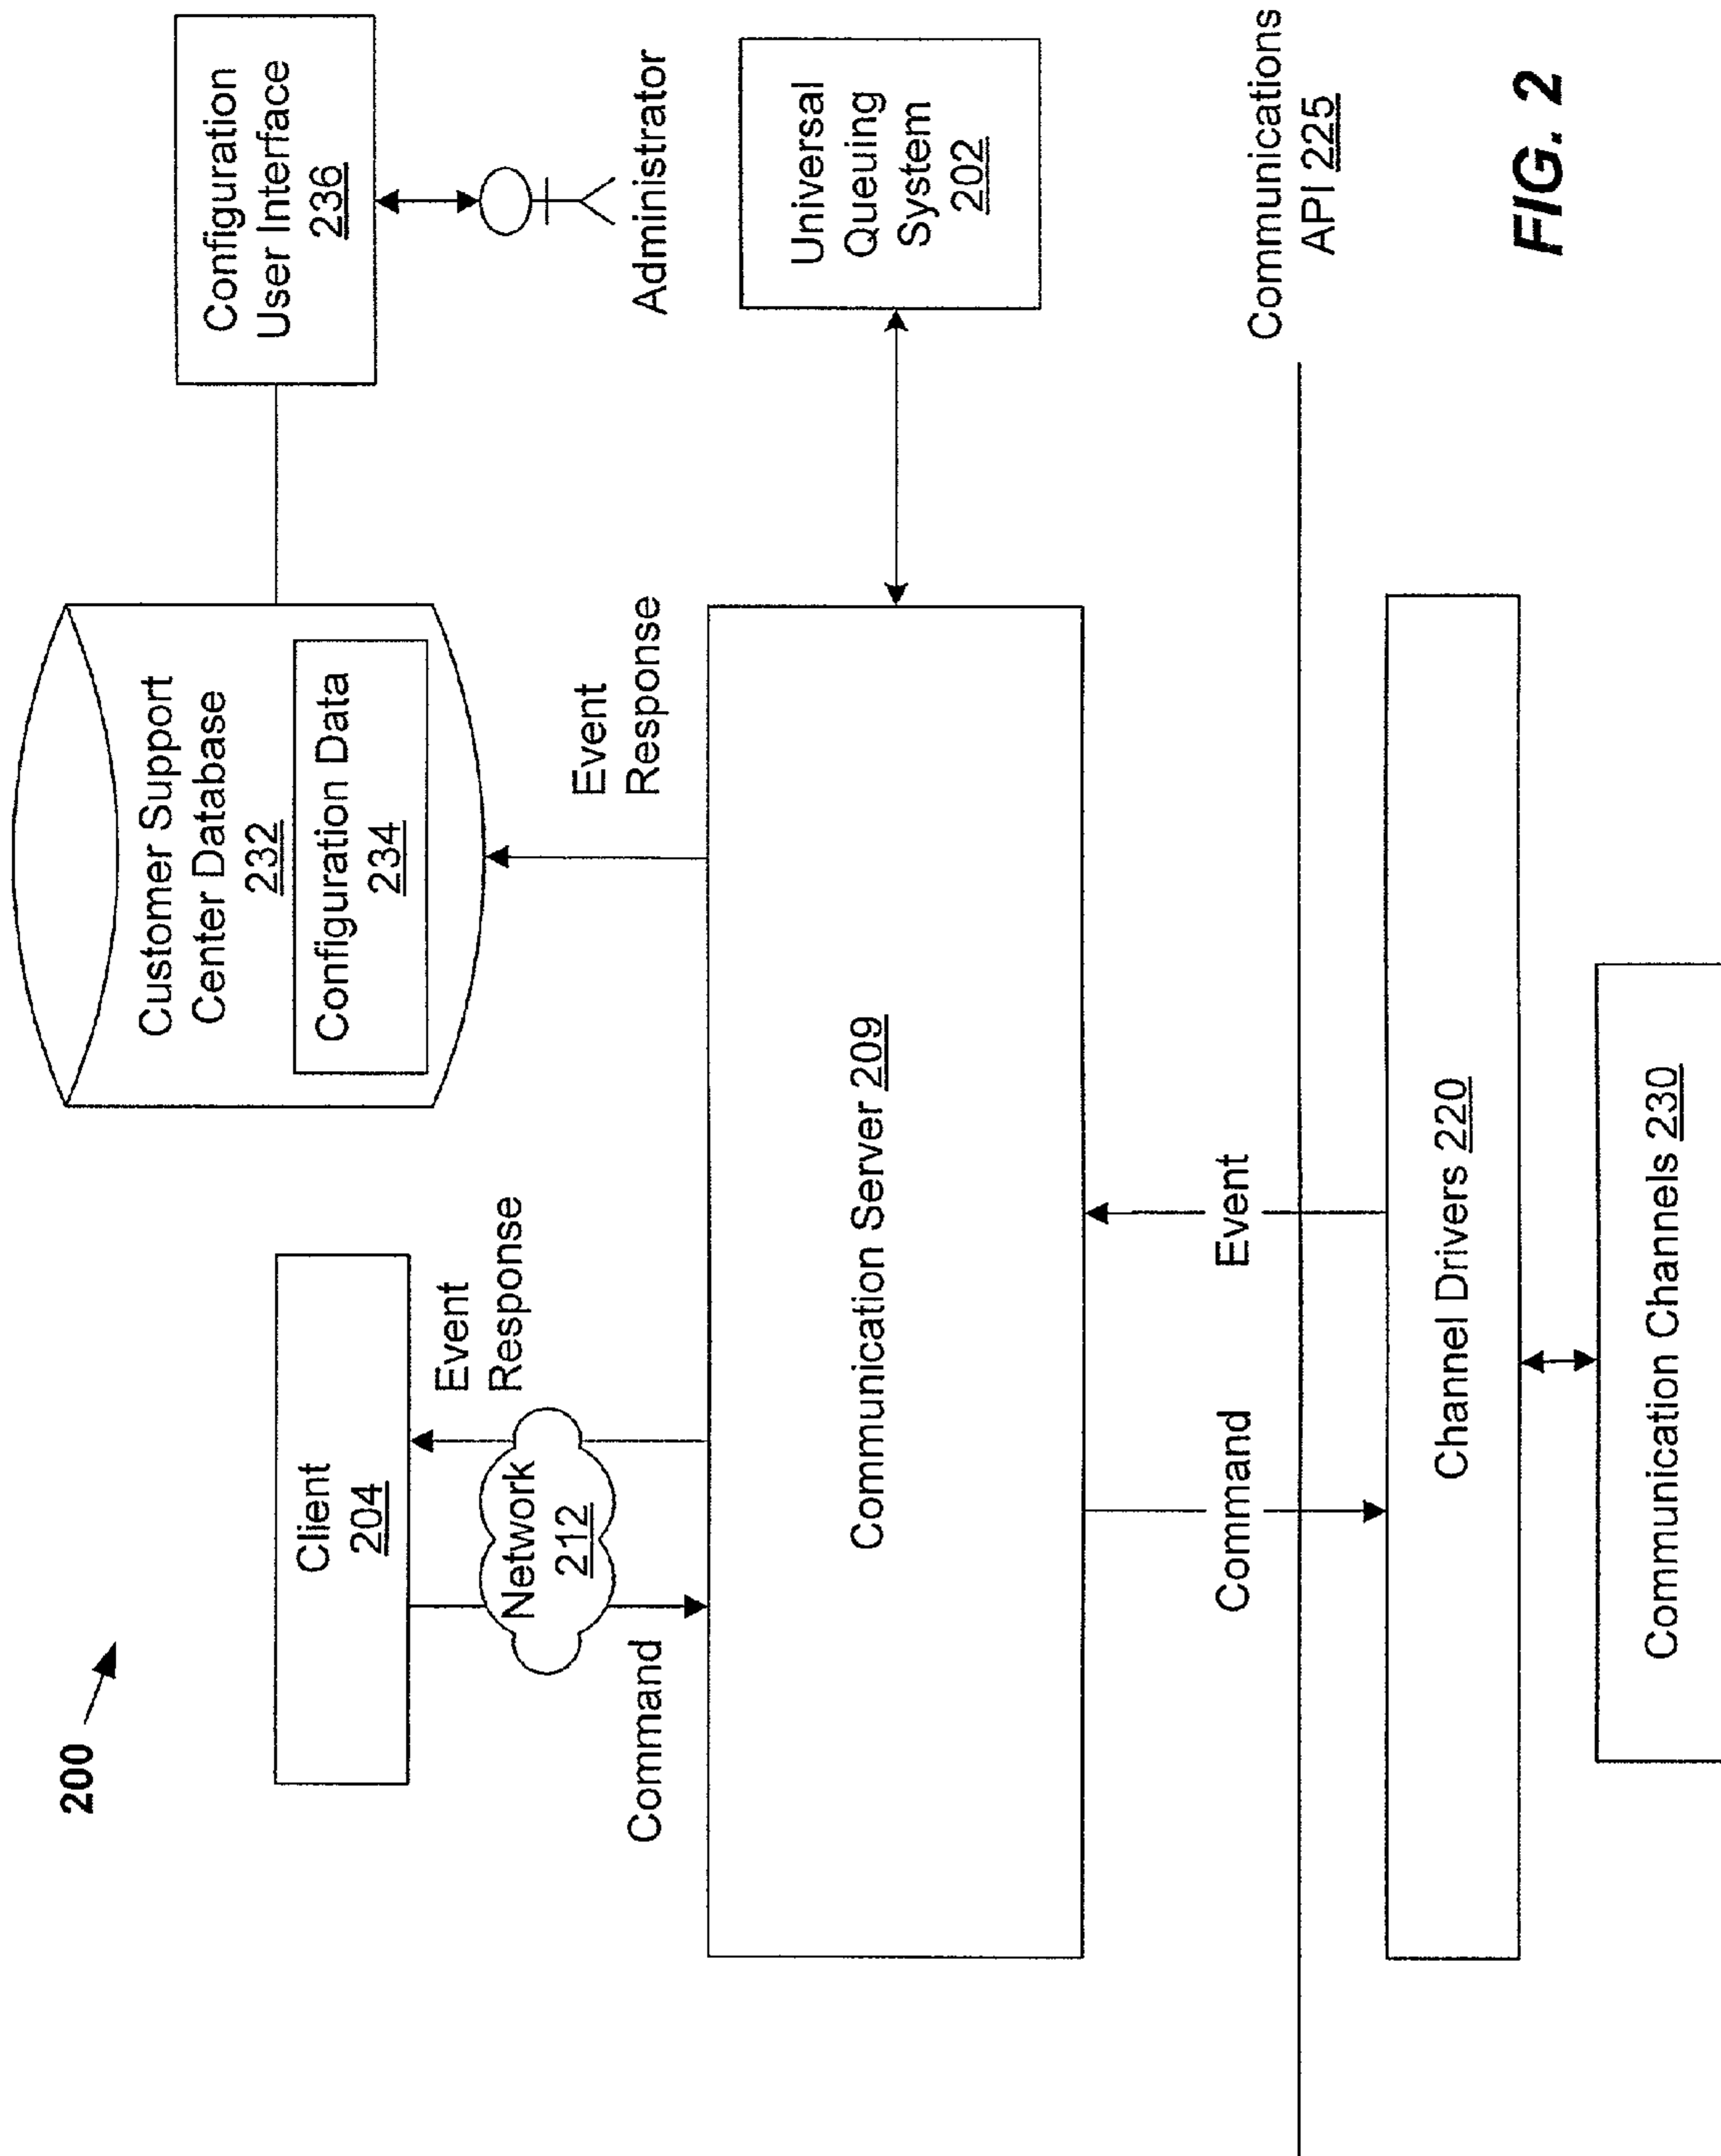 200
Customer Support
Center Database
232
Configuration Data
234
Configuration
User Interface
236
Administrator
Client
204
Event
Response
Network
212
Command
Event
Response
Communication Server 209
Universal
Queuing
System
202
Command
Event
Communications
API 225
Channel Drivers 220
Communication Channels 230
FIG. 2